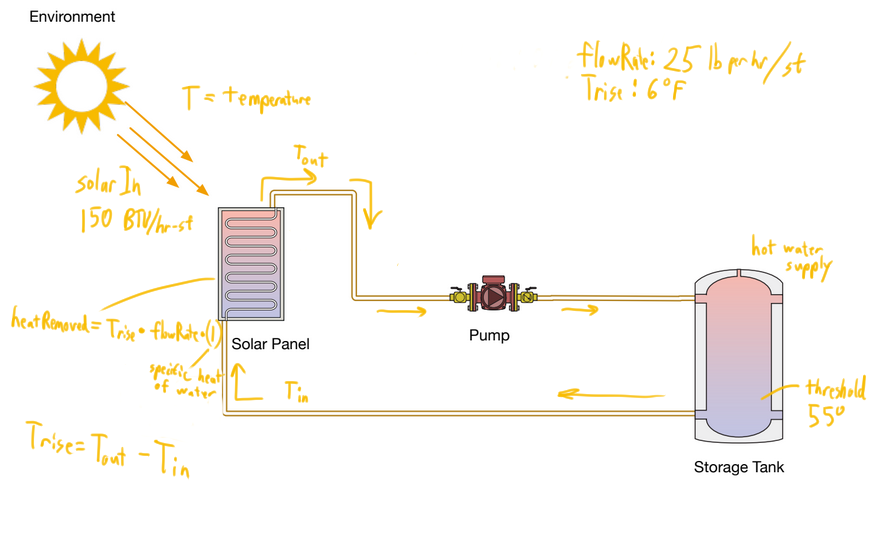 Environment
flowRate: 25 lb per hr/st
Trise: 6°F
T = temperature
Tout
solar In
150 BTU/hr-st
hot water
supply
heatRemoved = Trise • flowRate • (1)
Pump
Solar Panel
specific heat
of water
Tin
threshold
55°
Trise = Tout - Tin
Storage Tank